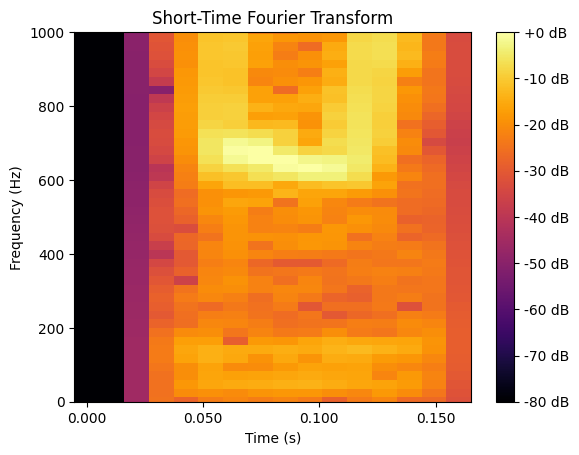 Short-Time Fourier Transform
1000
800
600
400
200
0
Frequency (Hz)
0.000
0.050
0.100
0.150
Time (s)
+0 dB
-10 dB
-20 dB
-30 dB
-40 dB
-50 dB
-60 dB
-70 dB
-80 dB